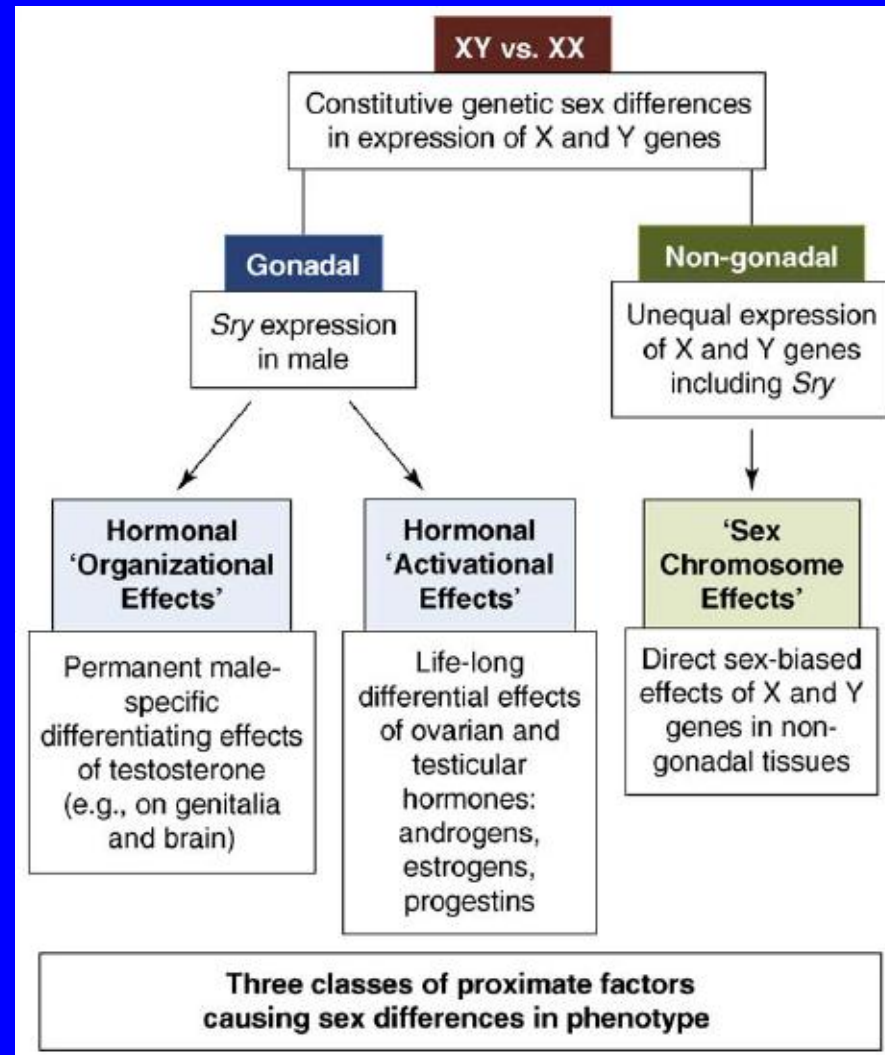 XY vs. XX
Constitutive genetic sex differences
in expression of X and Y genes
Gonadal
Sry expression
in male
Non-gonadal
Unequal expression
of X and Y genes
including Sry
Hormonal
‘Organizational
Effects’
Permanent male-
specific
differentiating effects
of testosterone
(e.g., on genitalia
and brain)
Hormonal
‘Activational
Effects’
Life-long
differential effects
of ovarian and
testicular
hormones:
androgens,
estrogens,
progestins
‘Sex
Chromosome
Effects’
Direct sex-biased
effects of X and Y
genes in non-
gonadal tissues
Three classes of proximate factors
causing sex differences in phenotype